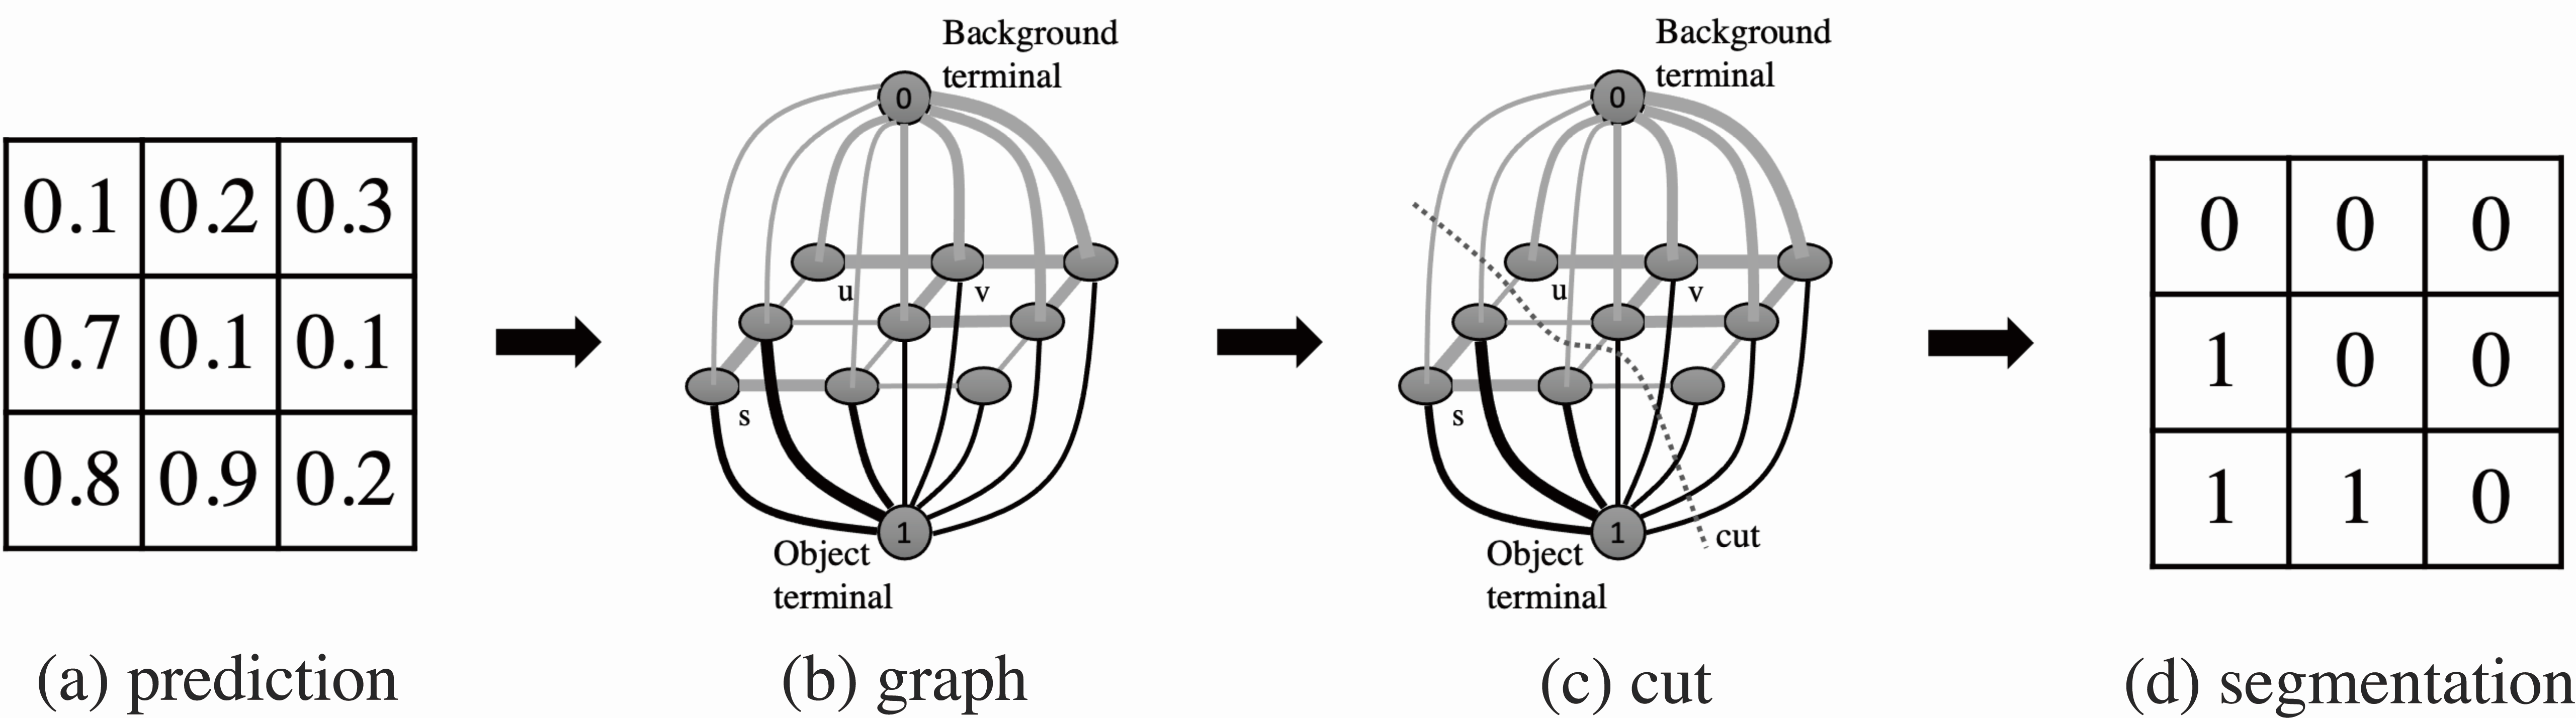 0.1 0.2 0.3
0.7 0.1 0.1
0.8 0.9 0.2
(a) prediction
Background
terminal
0
u
v
s
1
Object
terminal
(b) graph
Background
terminal
0
u
v
s
1
cut
Object
terminal
(c) cut
0 0 0
1 0 0
1 1 0
(d) segmentation